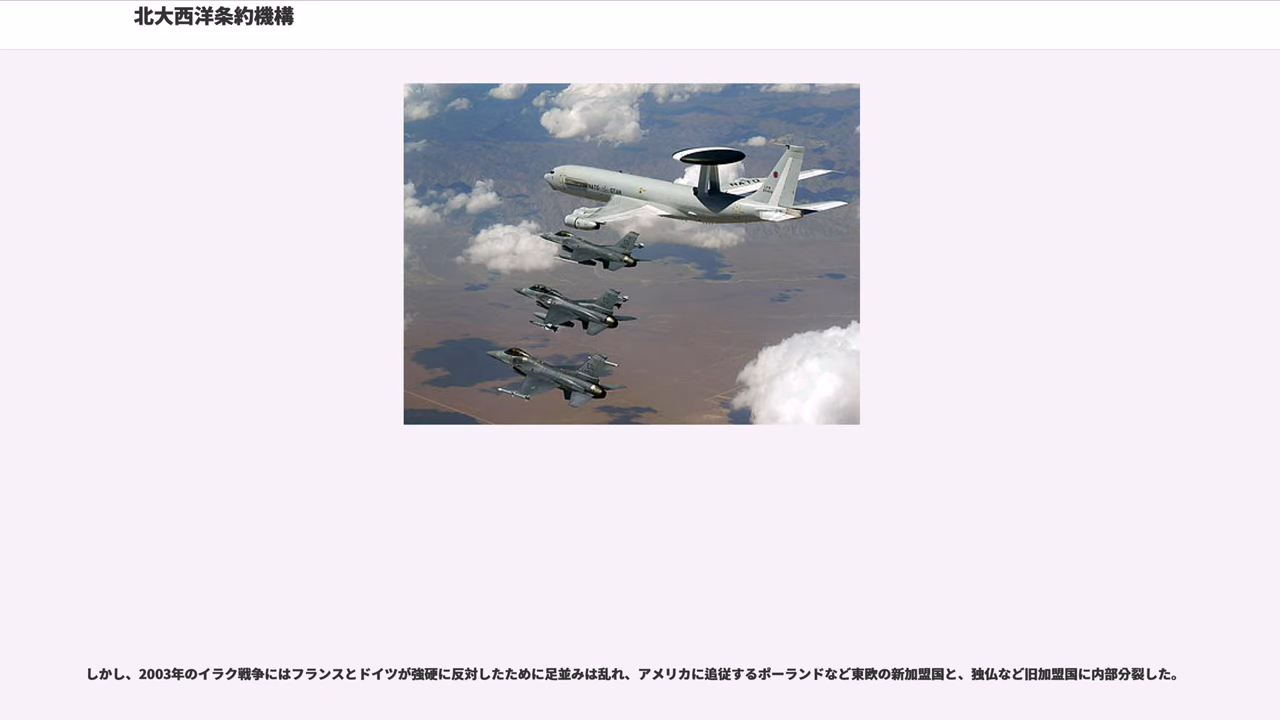 北大西洋条約機構
NATO
しかし、2003年のイラク戦争にはフランスとドイツが強硬に反対したために足並みは乱れ、アメリカに追従するポーランドなど東欧の新加盟国と、独仏など旧加盟国に内部分裂した。